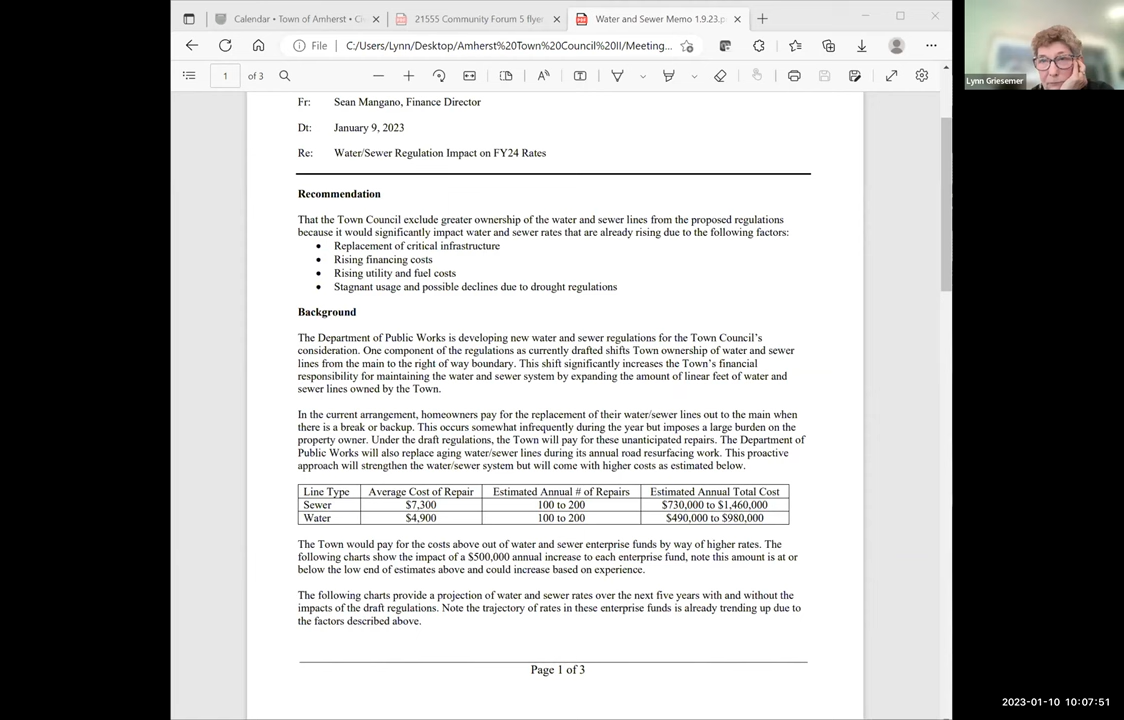 Calendar • Town of Amherst • Ci
21555 Community Forum 5 flyer
Water and Sewer Memo 1.9.23.p
File
C:/Users/Lynn/Desktop/Amherst%20Town%20Council%20II/Meeting...
1 of 3
Lynn Griesemer
Fr: Sean Mangano, Finance Director
Dt: January 9, 2023
Re: Water/Sewer Regulation Impact on FY24 Rates
Recommendation
That the Town Council exclude greater ownership of the water and sewer lines from the proposed regulations
because it would significantly impact water and sewer rates that are already rising due to the following factors:
• Replacement of critical infrastructure
• Rising financing costs
• Rising utility and fuel costs
• Stagnant usage and possible declines due to drought regulations
Background
The Department of Public Works is developing new water and sewer regulations for the Town Council's
consideration. One component of the regulations as currently drafted shifts Town ownership of water and sewer
lines from the main to the right of way boundary. This shift significantly increases the Town's financial
responsibility for maintaining the water and sewer system by expanding the amount of linear feet of water and
sewer lines owned by the Town.
In the current arrangement, homeowners pay for the replacement of their water/sewer lines out to the main when
there is a break or backup. This occurs somewhat infrequently during the year but imposes a large burden on the
property owner. Under the draft regulations, the Town will pay for these unanticipated repairs. The Department of
Public Works will also replace aging water/sewer lines during its annual road resurfacing work. This proactive
approach will strengthen the water/sewer system but will come with higher costs as estimated below.
Line Type Average Cost of Repair Estimated Annual # of Repairs Estimated Annual Total Cost
Sewer $7,300 100 to 200 $730,000 to $1,460,000
Water $4,900 100 to 200 $490,000 to $980,000
The Town would pay for the costs above out of water and sewer enterprise funds by way of higher rates. The
following charts show the impact of a $500,000 annual increase to each enterprise fund, note this amount is at or
below the low end of estimates above and could increase based on experience.
The following charts provide a projection of water and sewer rates over the next five years with and without the
impacts of the draft regulations. Note the trajectory of rates in these enterprise funds is already trending up due to
the factors described above.
Page 1 of 3
2023-01-10 10:07:51